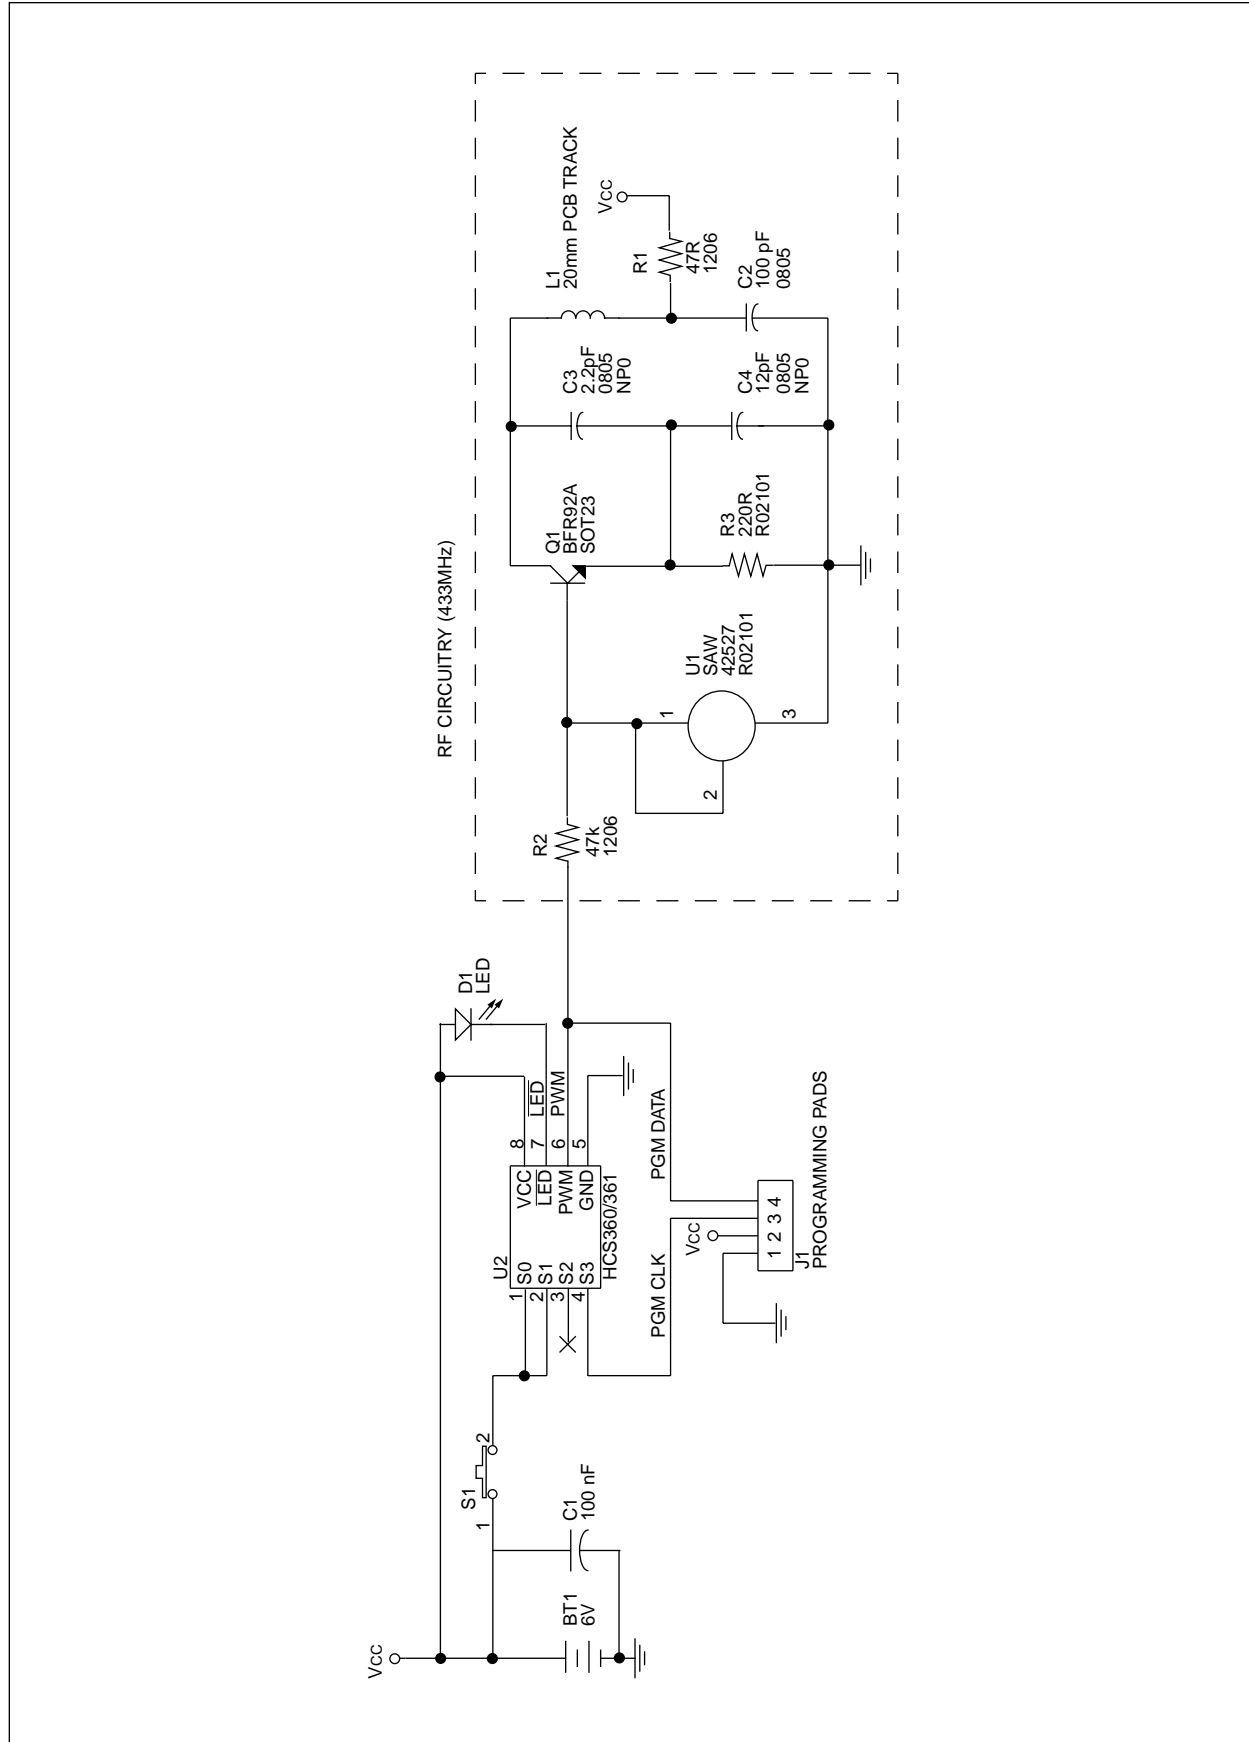 RF CIRCUITRY (433MHz)
VCC
BT1
6V
C1
100 nF
S1
1
2
U2
1
2
3
4
S0
S1
S2
S3
VCC
LED
PWM
GND
8
7
6
5
HCS360/361
LED
PWM
D1
LED
PGM CLK
PGM DATA
VCC
1 2 3 4
J1
PROGRAMMING PADS
R2
47k
1206
U1
SAW
42527
R02101
1
2
3
Q1
BFR92A
SOT23
R3
220R
R02101
C3
2.2pF
0805
NP0
C4
12pF
0805
NP0
L1
20mm PCB TRACK
VCC
R1
47R
1206
C2
100 pF
0805